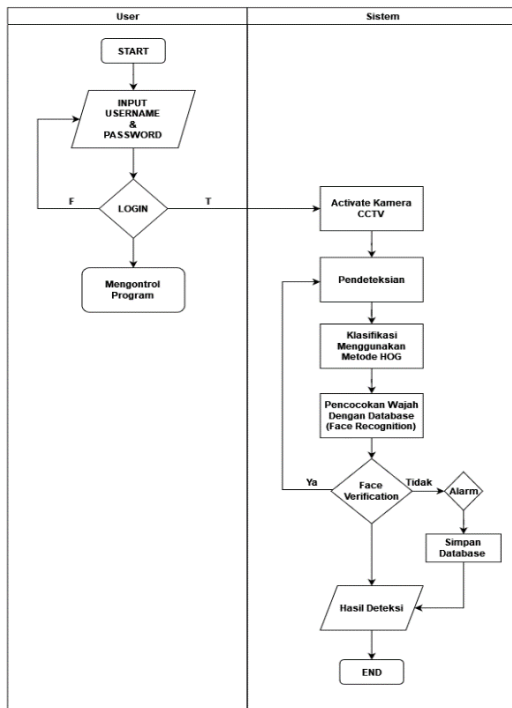 User
Sistem
START
INPUT
USERNAME
&
PASSWORD
F
LOGIN
T
Mengontrol
Program
Activate Kamera
CCTV
Pendeteksian
Klasifikasi
Menggunakan
Metode HOG
Pencocokan Wajah
Dengan Database
(Face Recognition)
Ya
Face
Verification
Tidak
Alarm
Simpan
Database
Hasil Deteksi
END